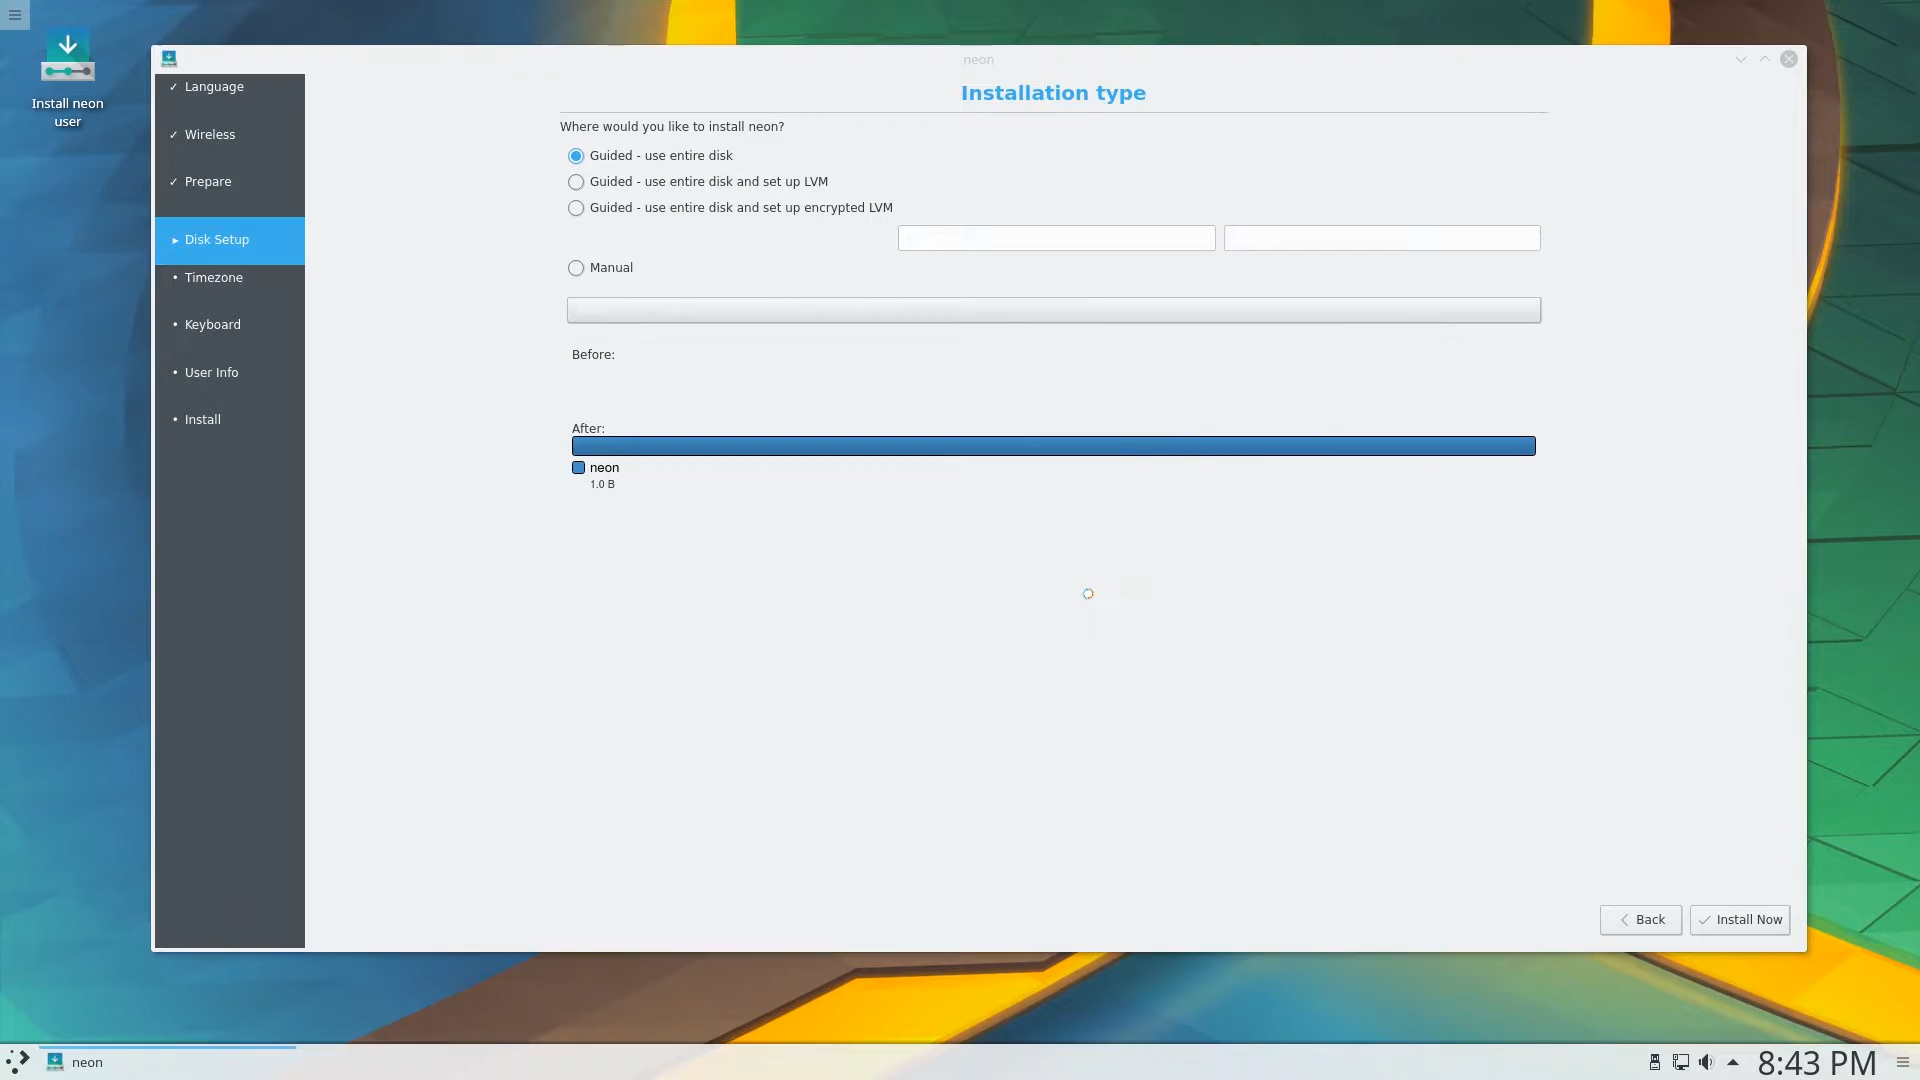 Install neon
user
neon
✓ Language
✓ Wireless
✓ Prepare
▸ Disk Setup
• Timezone
• Keyboard
• User Info
• Install
Installation type
Where would you like to install neon?
Guided - use entire disk
Guided - use entire disk and set up LVM
Guided - use entire disk and set up encrypted LVM
Manual
Before:
After:
neon
1.0 B
Back
Install Now
neon
8:43 PM